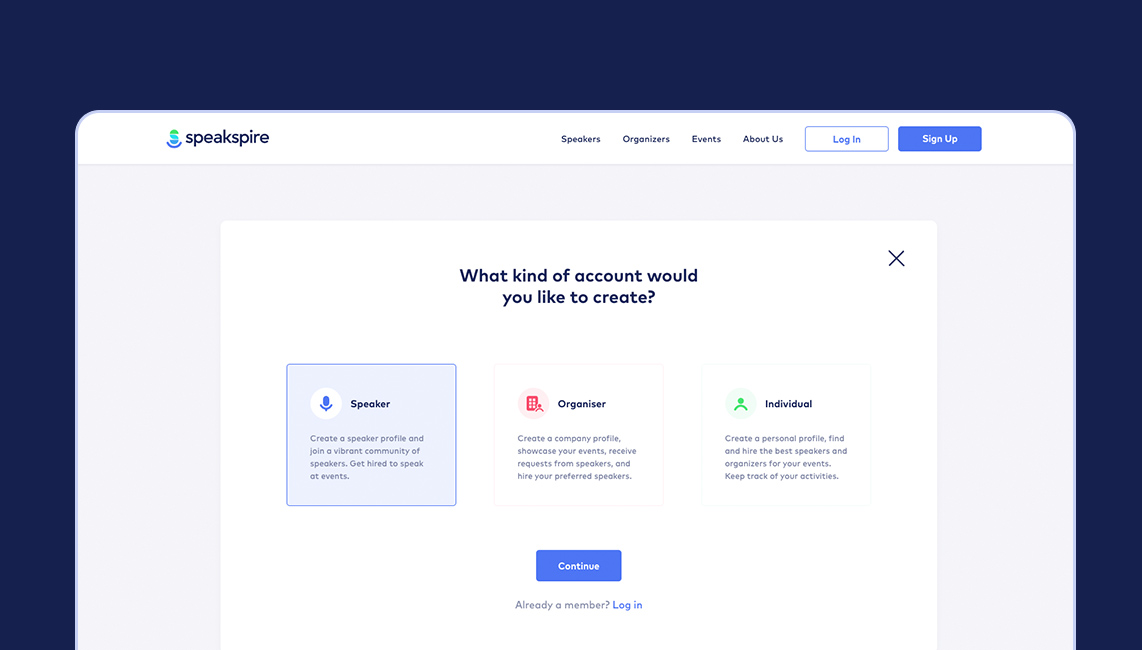 speakspire
Speakers
Organizers
Events
About Us
Log In
Sign Up
What kind of account would
you like to create?
Speaker
Create a speaker profile and
join a vibrant community of
speakers. Get hired to speak
at events.
Organiser
Create a company profile,
showcase your events, receive
requests from speakers, and
hire your preferred speakers.
Individual
Create a personal profile, find
and hire the best speakers and
organizers for your events.
Keep track of your activities.
Continue
Already a member? Log in